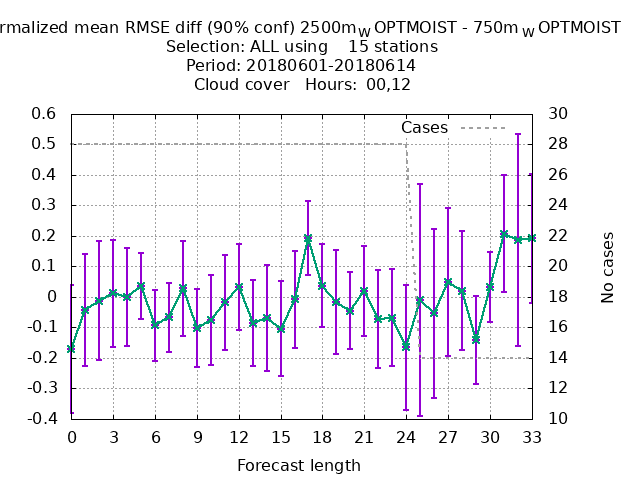 rmalized mean RMSE diff (90% conf) 2500m W OPTMOIST - 750m W OPTMOIST
Selection: ALL using 15 stations
Period: 20180601-20180614
Cloud cover Hours: 00,12
Cases
0.6
0.5
0.4
0.3
0.2
0.1
0
-0.1
-0.2
-0.3
-0.4
30
28
26
24
22
20
18
16
14
12
10
No cases
0 3 6 9 12 15 18 21 24 27 30 33
Forecast length